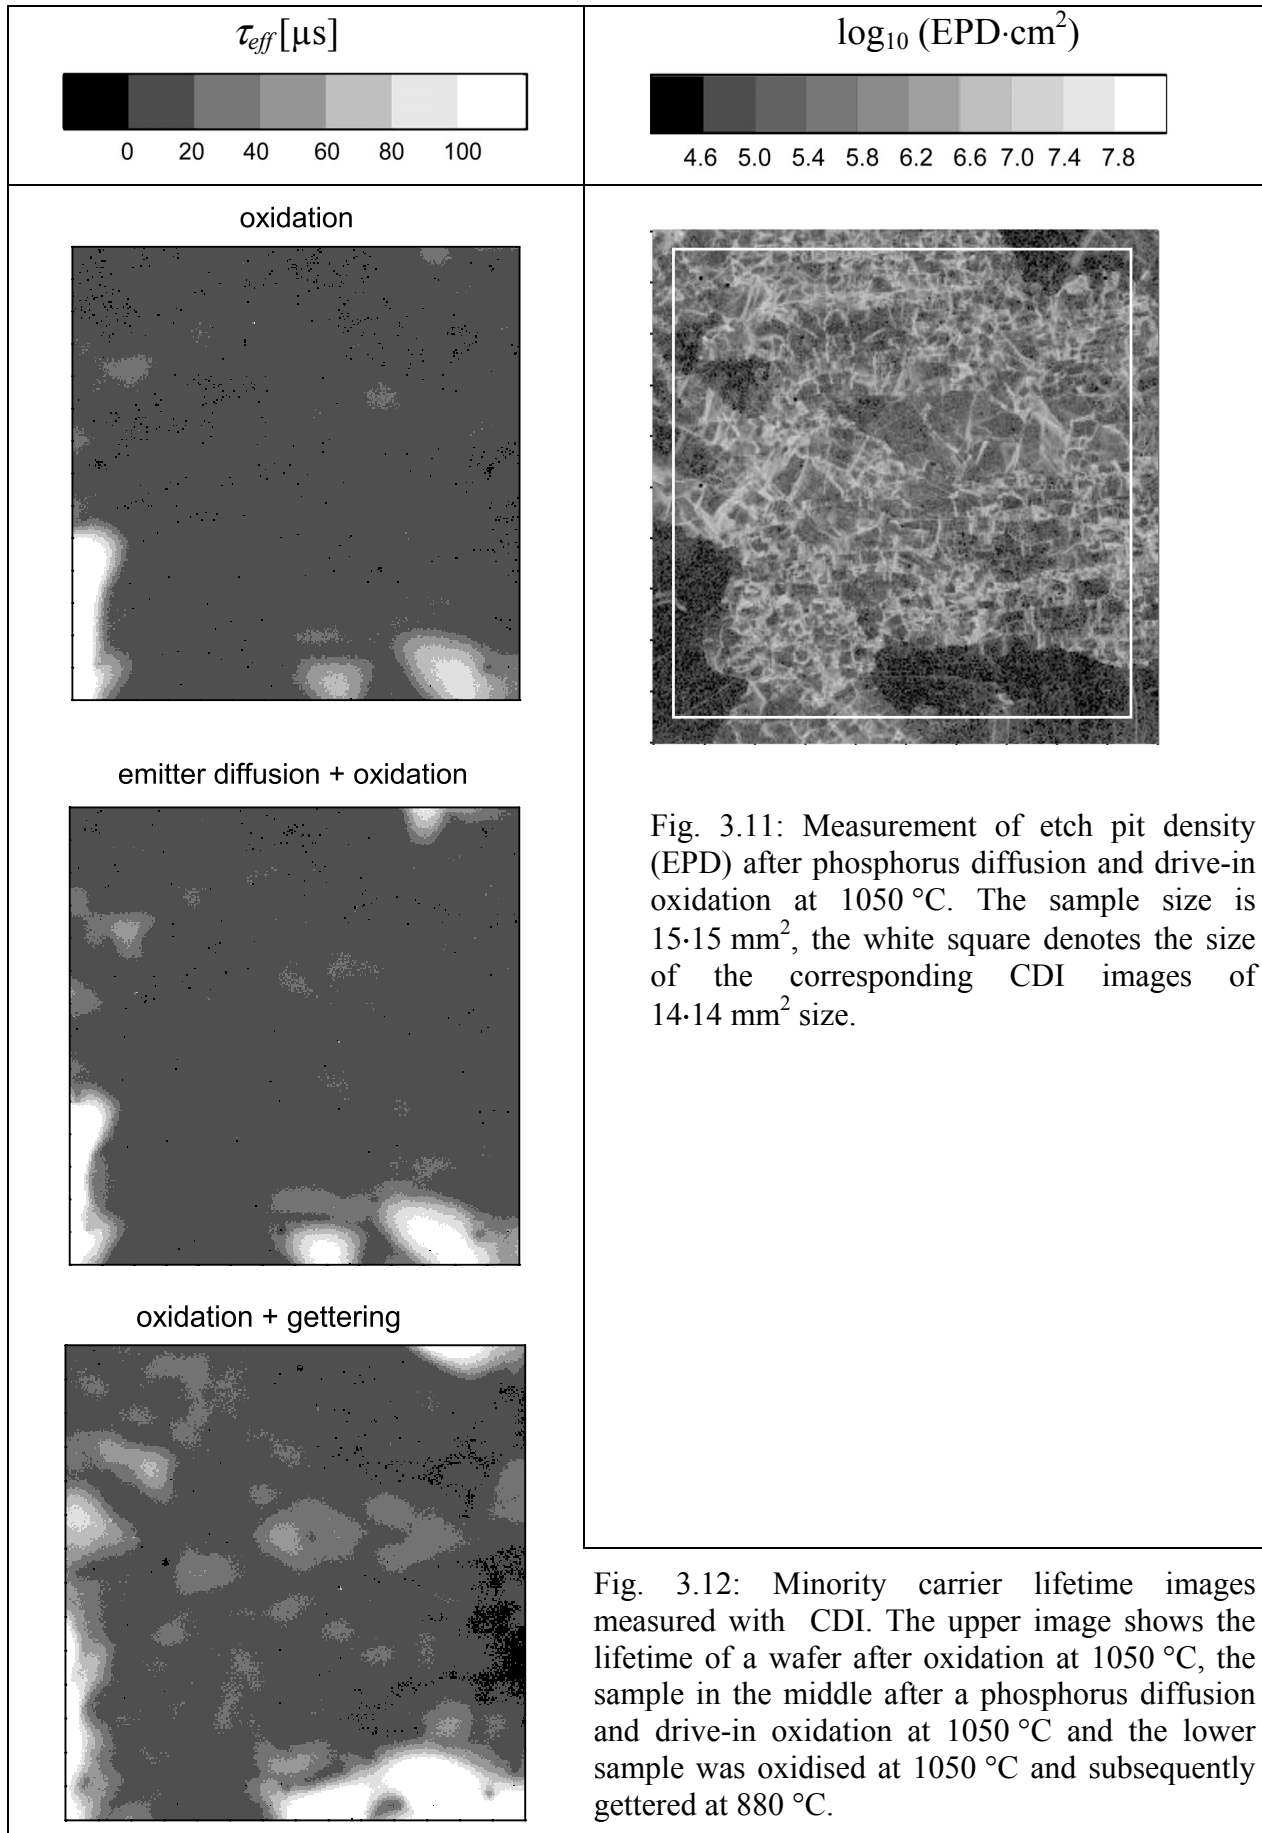 τeff [µs]
0 20 40 60 80 100
log10 (EPD·cm2)
4.6 5.0 5.4 5.8 6.2 6.6 7.0 7.4 7.8
oxidation
emitter diffusion + oxidation
oxidation + gettering
Fig. 3.11: Measurement of etch pit density
(EPD) after phosphorus diffusion and drive-in
oxidation at 1050 °C. The sample size is
15·15 mm2, the white square denotes the size
of the corresponding CDI images of
14·14 mm2 size.
Fig. 3.12: Minority carrier lifetime images
measured with CDI. The upper image shows the
lifetime of a wafer after oxidation at 1050 °C, the
sample in the middle after a phosphorus diffusion
and drive-in oxidation at 1050 °C and the lower
sample was oxidised at 1050 °C and subsequently
gettered at 880 °C.